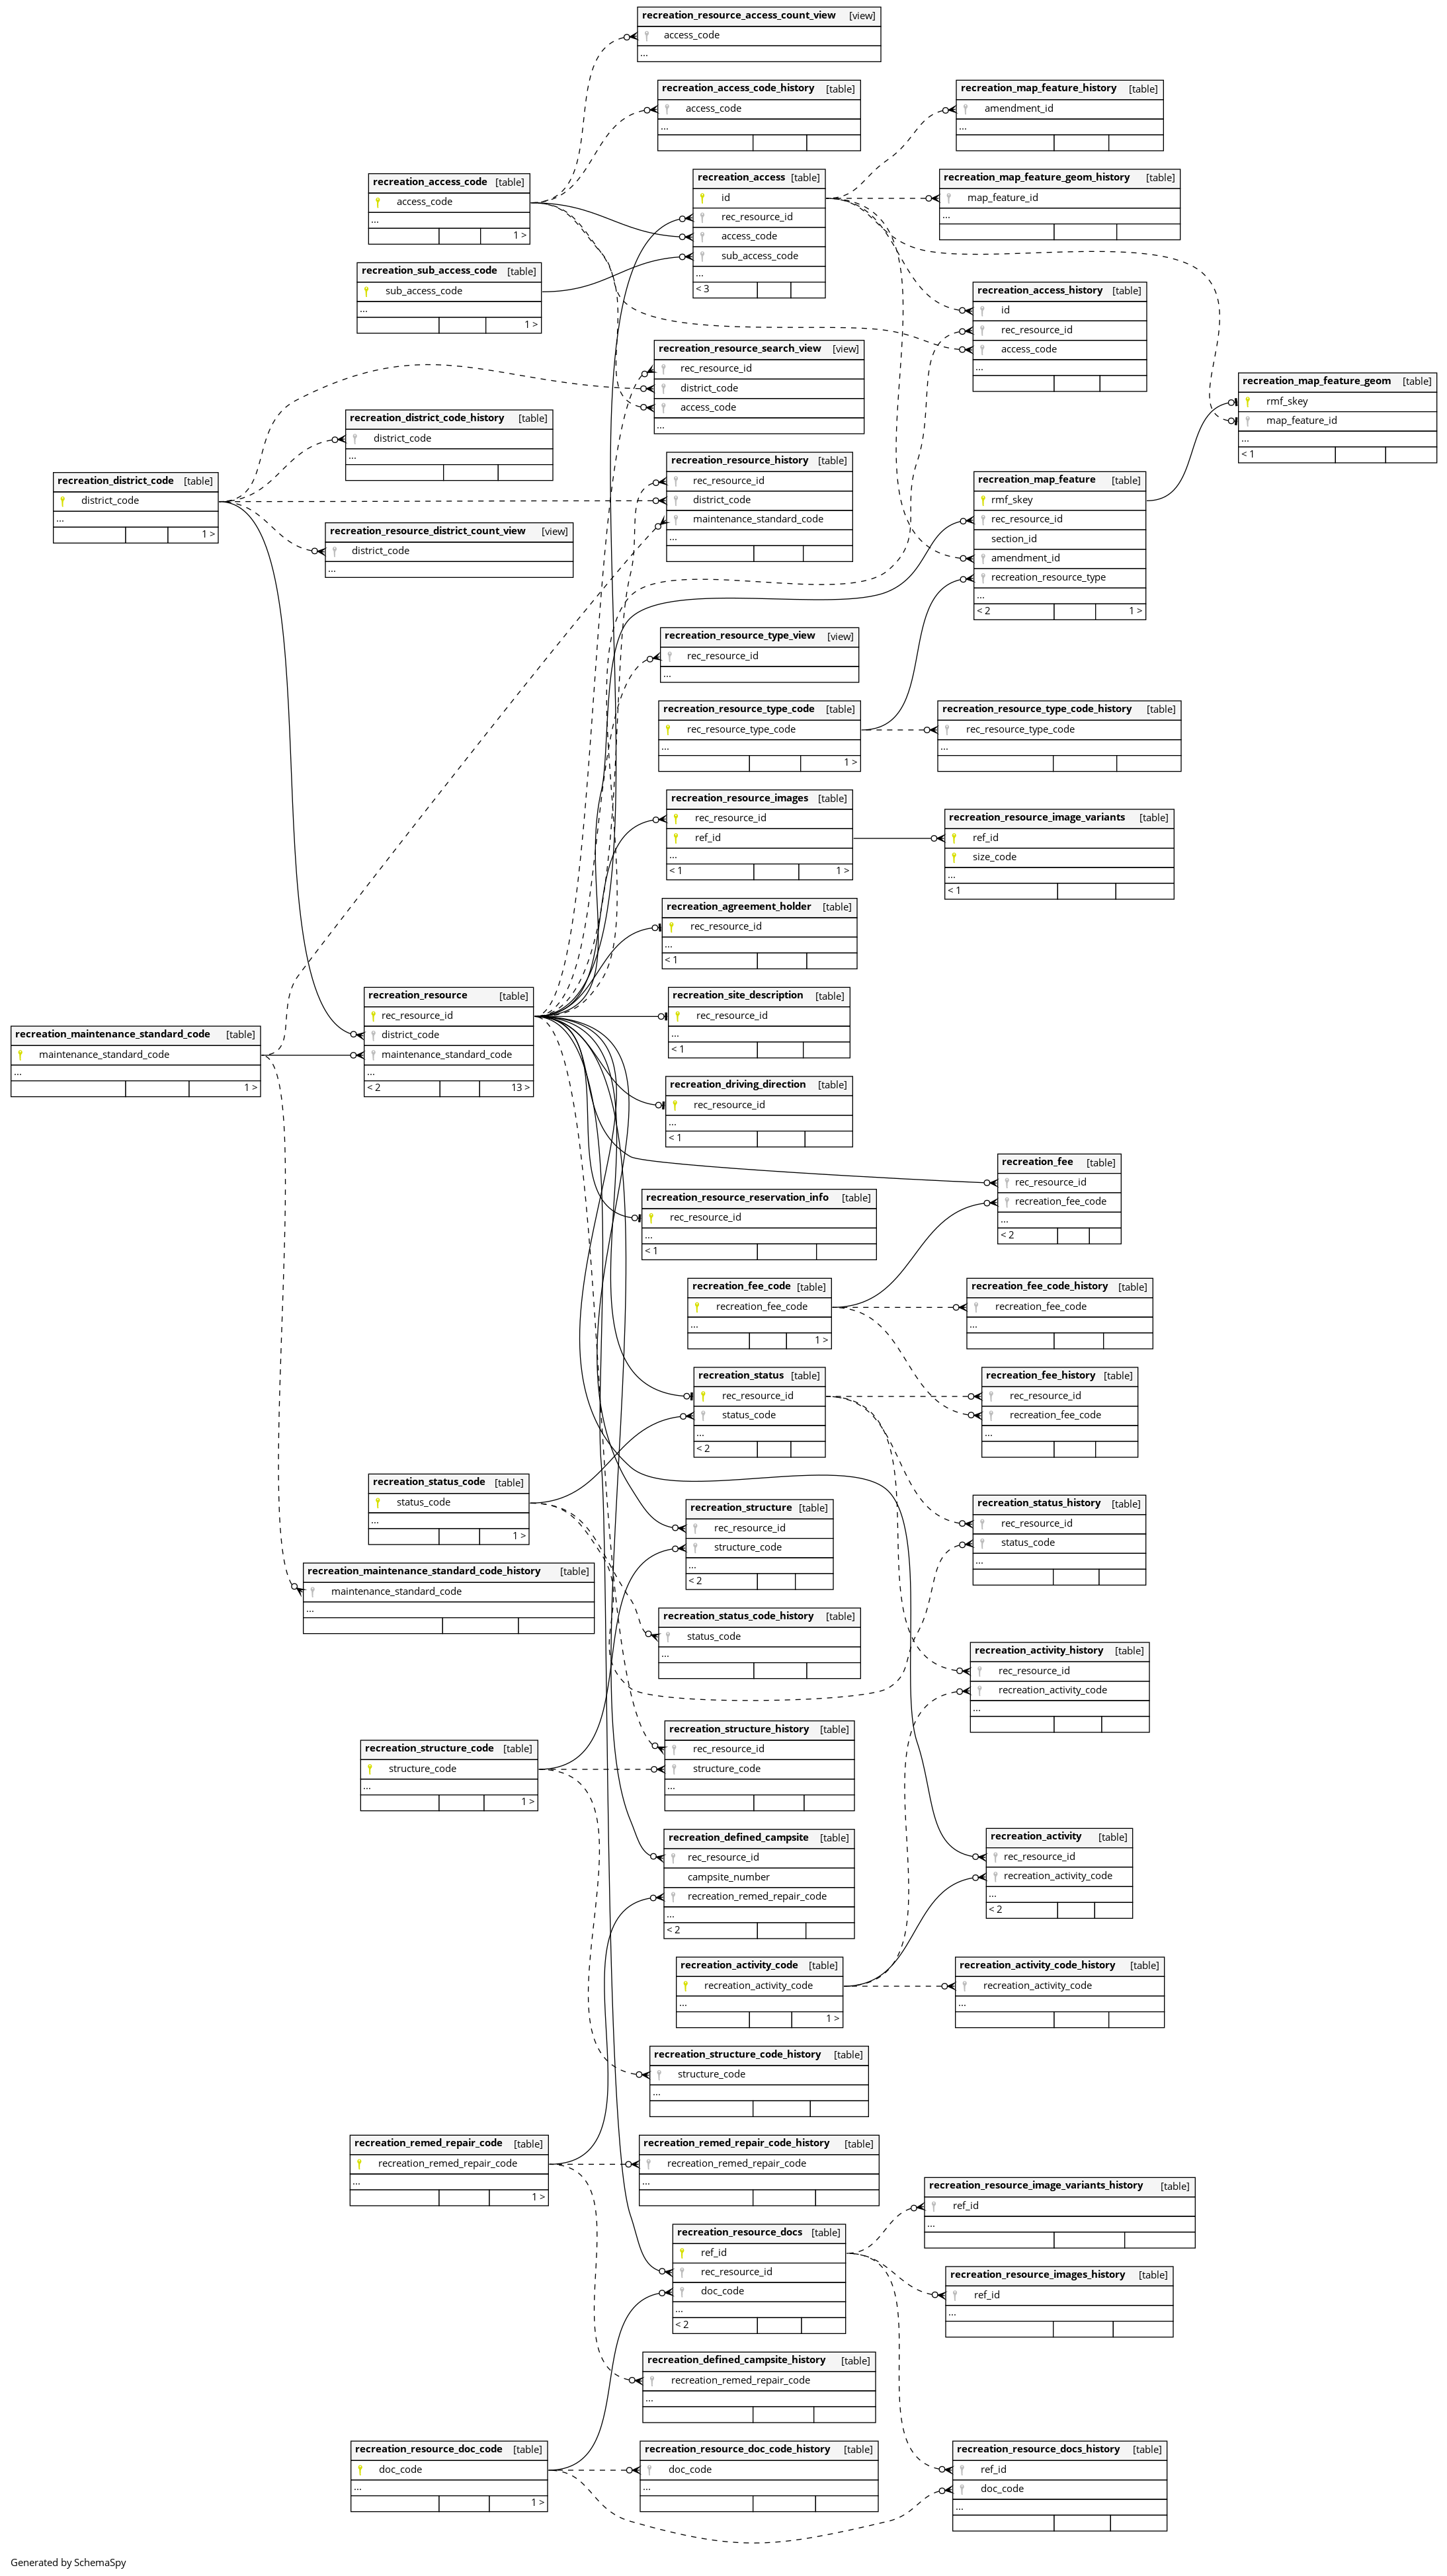 recreation_resource_access_count_view [view]
access_code
...
recreation_access_code_history [table]
access_code
...
recreation_map_feature_history [table]
amendment_id
...
recreation_access_code [table]
access_code
...
1 >
recreation_access [table]
id
rec_resource_id
access_code
sub_access_code
...
< 3
recreation_map_feature_geom_history [table]
map_feature_id
...
recreation_sub_access_code [table]
sub_access_code
...
1 >
recreation_access_history [table]
id
rec_resource_id
access_code
...
recreation_resource_search_view [view]
rec_resource_id
district_code
access_code
...
recreation_map_feature_geom [table]
rmf_skey
map_feature_id
...
< 1
recreation_district_code_history [table]
district_code
...
recreation_district_code [table]
district_code
...
1 >
recreation_resource_history [table]
rec_resource_id
district_code
maintenance_standard_code
...
recreation_map_feature [table]
rmf_skey
rec_resource_id
section_id
amendment_id
recreation_resource_type
...
< 2 1 >
recreation_resource_district_count_view [view]
district_code
...
recreation_resource_type_view [view]
rec_resource_id
...
recreation_resource_type_code [table]
rec_resource_type_code
...
1 >
recreation_resource_type_code_history [table]
rec_resource_type_code
...
recreation_resource_images [table]
rec_resource_id
ref_id
...
< 1 1 >
recreation_resource_image_variants [table]
ref_id
size_code
...
< 1
recreation_agreement_holder [table]
rec_resource_id
...
< 1
recreation_resource [table]
rec_resource_id
district_code
maintenance_standard_code
...
< 2 13 >
recreation_site_description [table]
rec_resource_id
...
< 1
recreation_maintenance_standard_code [table]
maintenance_standard_code
...
1 >
recreation_driving_direction [table]
rec_resource_id
...
< 1
recreation_fee [table]
rec_resource_id
recreation_fee_code
...
< 2
recreation_resource_reservation_info [table]
rec_resource_id
...
< 1
recreation_fee_code [table]
recreation_fee_code
...
1 >
recreation_fee_code_history [table]
recreation_fee_code
...
recreation_status [table]
rec_resource_id
status_code
...
< 2
recreation_fee_history [table]
rec_resource_id
recreation_fee_code
...
recreation_status_code [table]
status_code
...
1 >
recreation_structure [table]
rec_resource_id
structure_code
...
< 2
recreation_status_history [table]
rec_resource_id
status_code
...
recreation_maintenance_standard_code_history [table]
maintenance_standard_code
...
recreation_status_code_history [table]
status_code
...
recreation_activity_history [table]
rec_resource_id
recreation_activity_code
...
recreation_structure_history [table]
rec_resource_id
structure_code
...
recreation_structure_code [table]
structure_code
...
1 >
recreation_defined_campsite [table]
rec_resource_id
campsite_number
recreation_remed_repair_code
...
< 2
recreation_activity [table]
rec_resource_id
recreation_activity_code
...
< 2
recreation_activity_code [table]
recreation_activity_code
...
1 >
recreation_activity_code_history [table]
recreation_activity_code
...
recreation_structure_code_history [table]
structure_code
...
recreation_remed_repair_code [table]
recreation_remed_repair_code
...
1 >
recreation_remed_repair_code_history [table]
recreation_remed_repair_code
...
recreation_resource_image_variants_history [table]
ref_id
...
recreation_resource_docs [table]
ref_id
rec_resource_id
doc_code
...
< 2
recreation_resource_images_history [table]
ref_id
...
recreation_defined_campsite_history [table]
recreation_remed_repair_code
...
recreation_resource_doc_code [table]
doc_code
...
1 >
recreation_resource_doc_code_history [table]
doc_code
...
recreation_resource_docs_history [table]
ref_id
doc_code
...
Generated by SchemaSpy